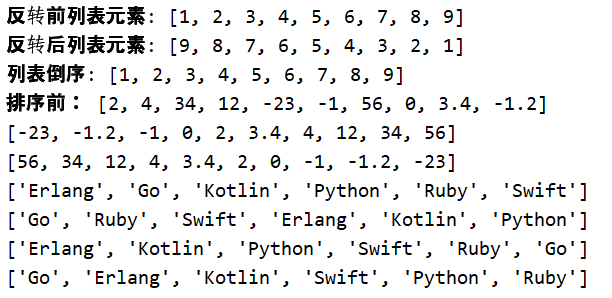 反转前列表元素: [1, 2, 3, 4, 5, 6, 7, 8, 9]
反转后列表元素: [9, 8, 7, 6, 5, 4, 3, 2, 1]
列表倒序: [1, 2, 3, 4, 5, 6, 7, 8, 9]
排序前： [2, 4, 34, 12, -23, -1, 56, 0, 3.4, -1.2]
[-23, -1.2, -1, 0, 2, 3.4, 4, 12, 34, 56]
[56, 34, 12, 4, 3.4, 2, 0, -1, -1.2, -23]
['Erlang', 'Go', 'Kotlin', 'Python', 'Ruby', 'Swift']
['Go', 'Ruby', 'Swift', 'Erlang', 'Kotlin', 'Python']
['Erlang', 'Kotlin', 'Python', 'Swift', 'Ruby', 'Go']
['Go', 'Erlang', 'Kotlin', 'Swift', 'Python', 'Ruby']